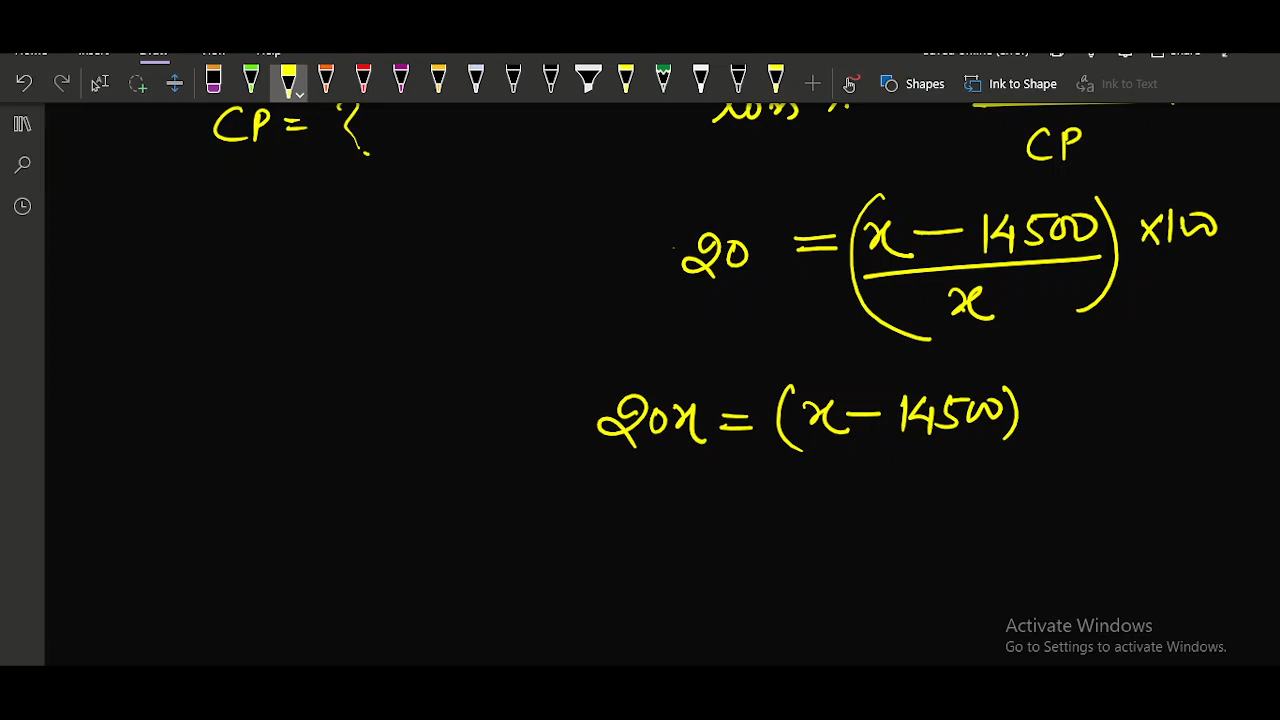 Shapes Ink to Shape Ink to Text
CP = ?
loss %
CP
20 = (x - 14500 / x) ×100
20x = (x - 14500)
Activate Windows
Go to Settings to activate Windows.